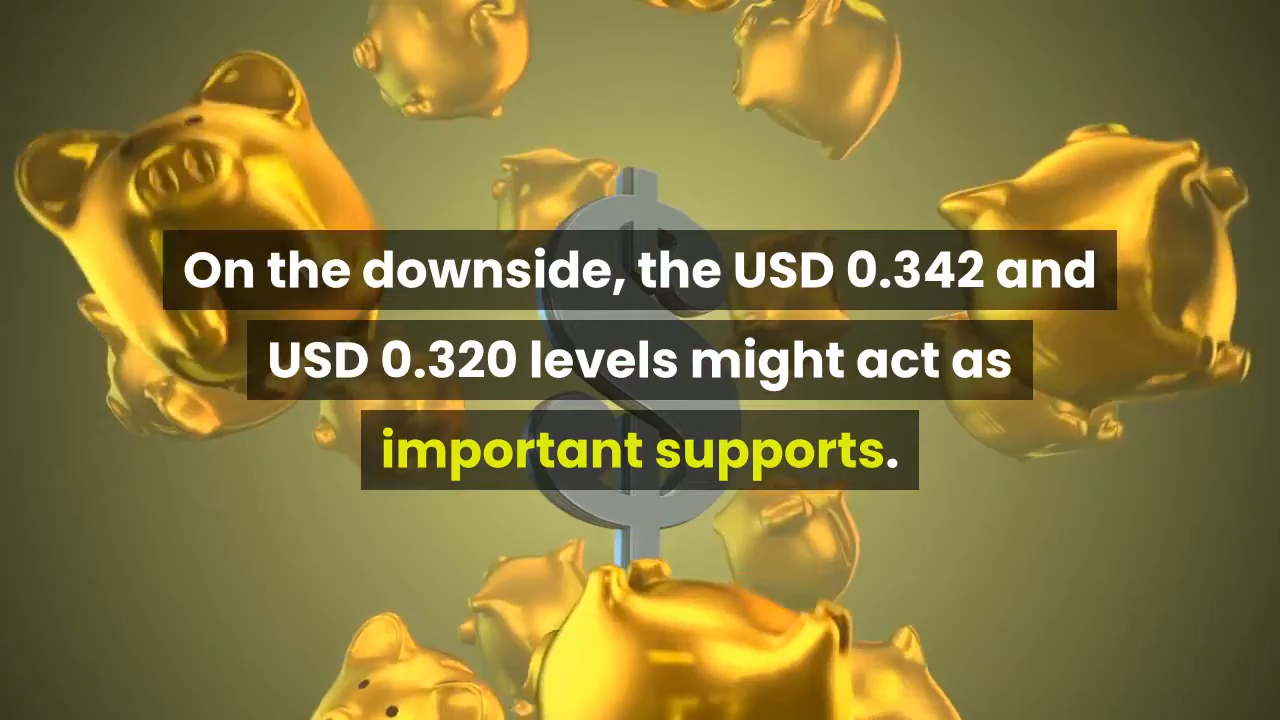 On the downside, the USD 0.342 and
USD 0.320 levels might act as
important supports.